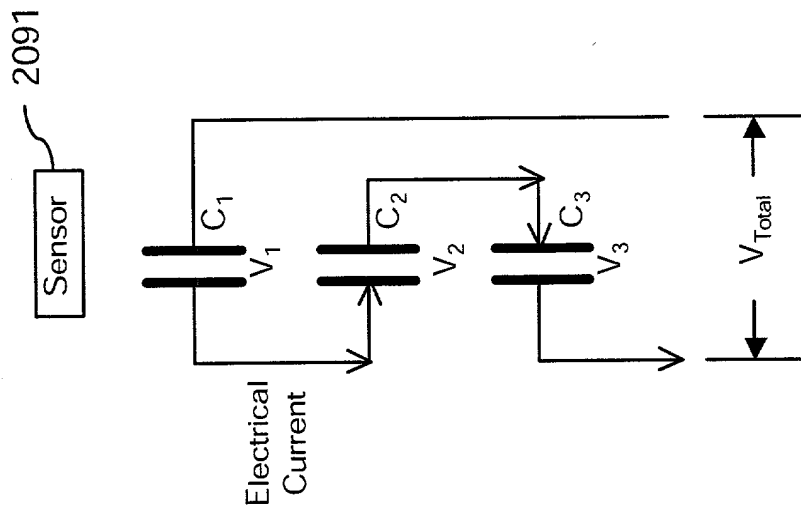 Sensor
2091
C1
V1
C2
V2
C3
V3
Electrical
Current
VTotal